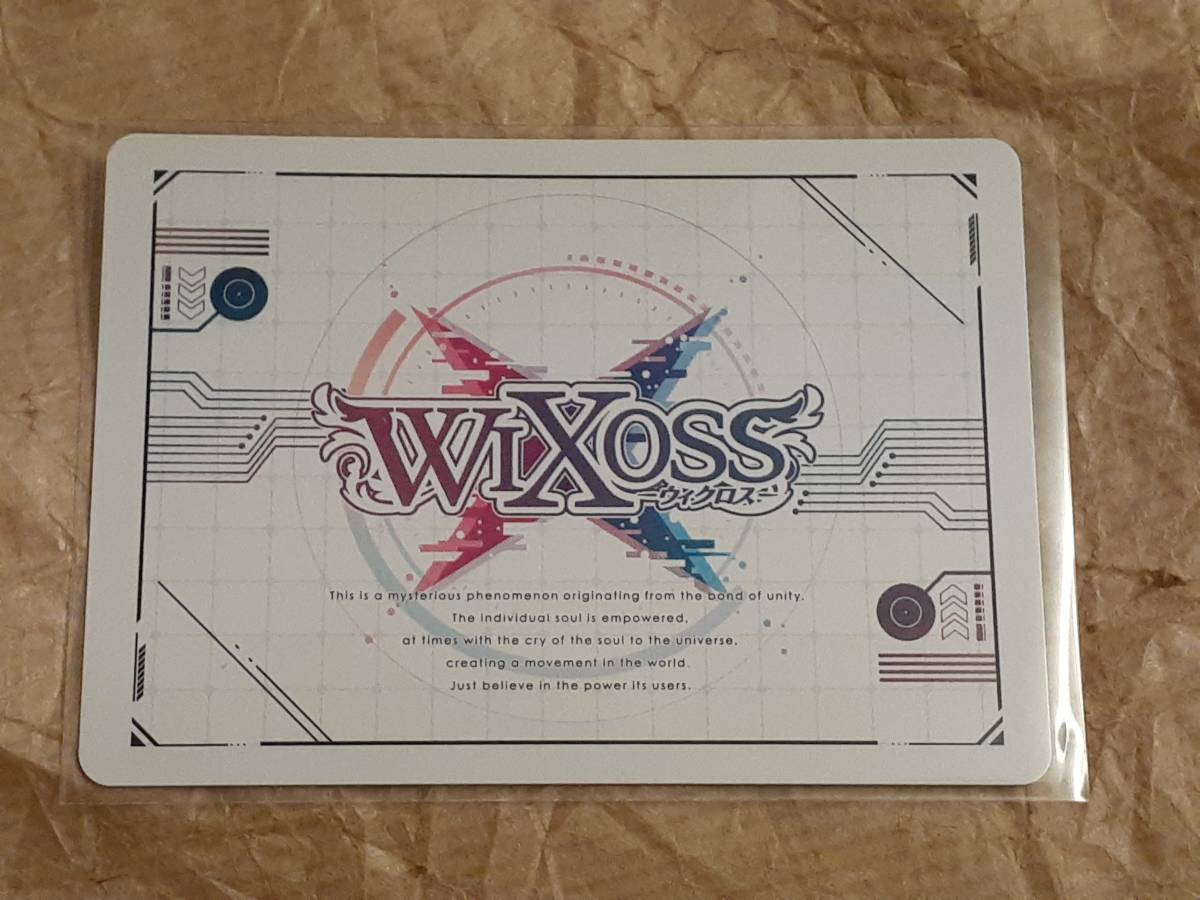 WIXOSS
ウィクロス
This is a mysterious phenomenon originating from the bond of unity.
The individual soul is empowered,
at times with the cry of the soul to the universe,
creating a movement in the world.
Just believe in the power its users.